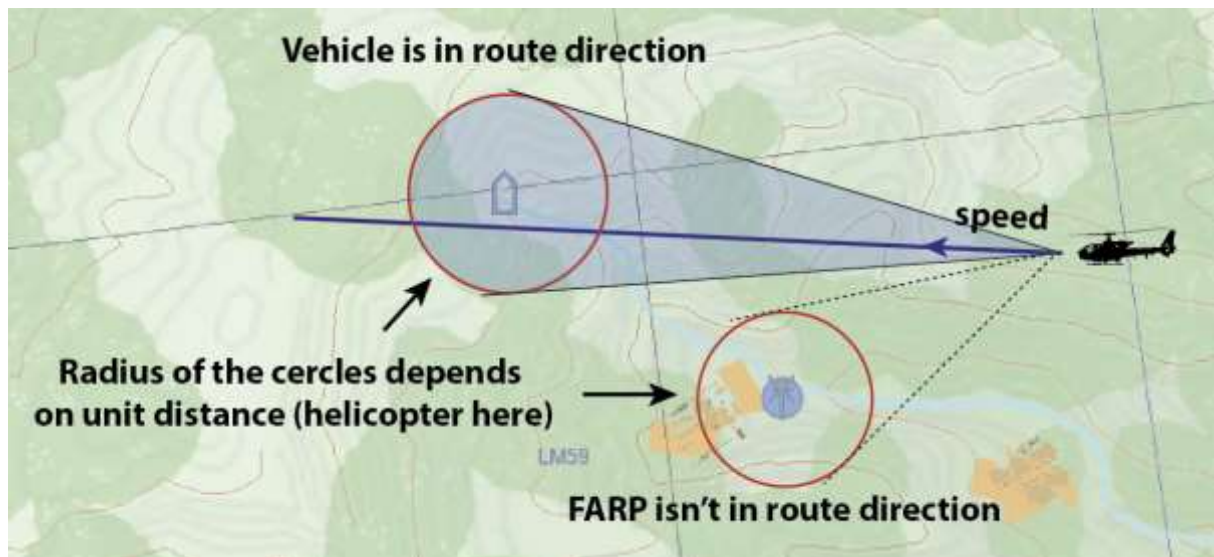 Vehicle is in route direction
speed
Radius of the cercles depends
on unit distance (helicopter here)
LM59
FARP isn't in route direction